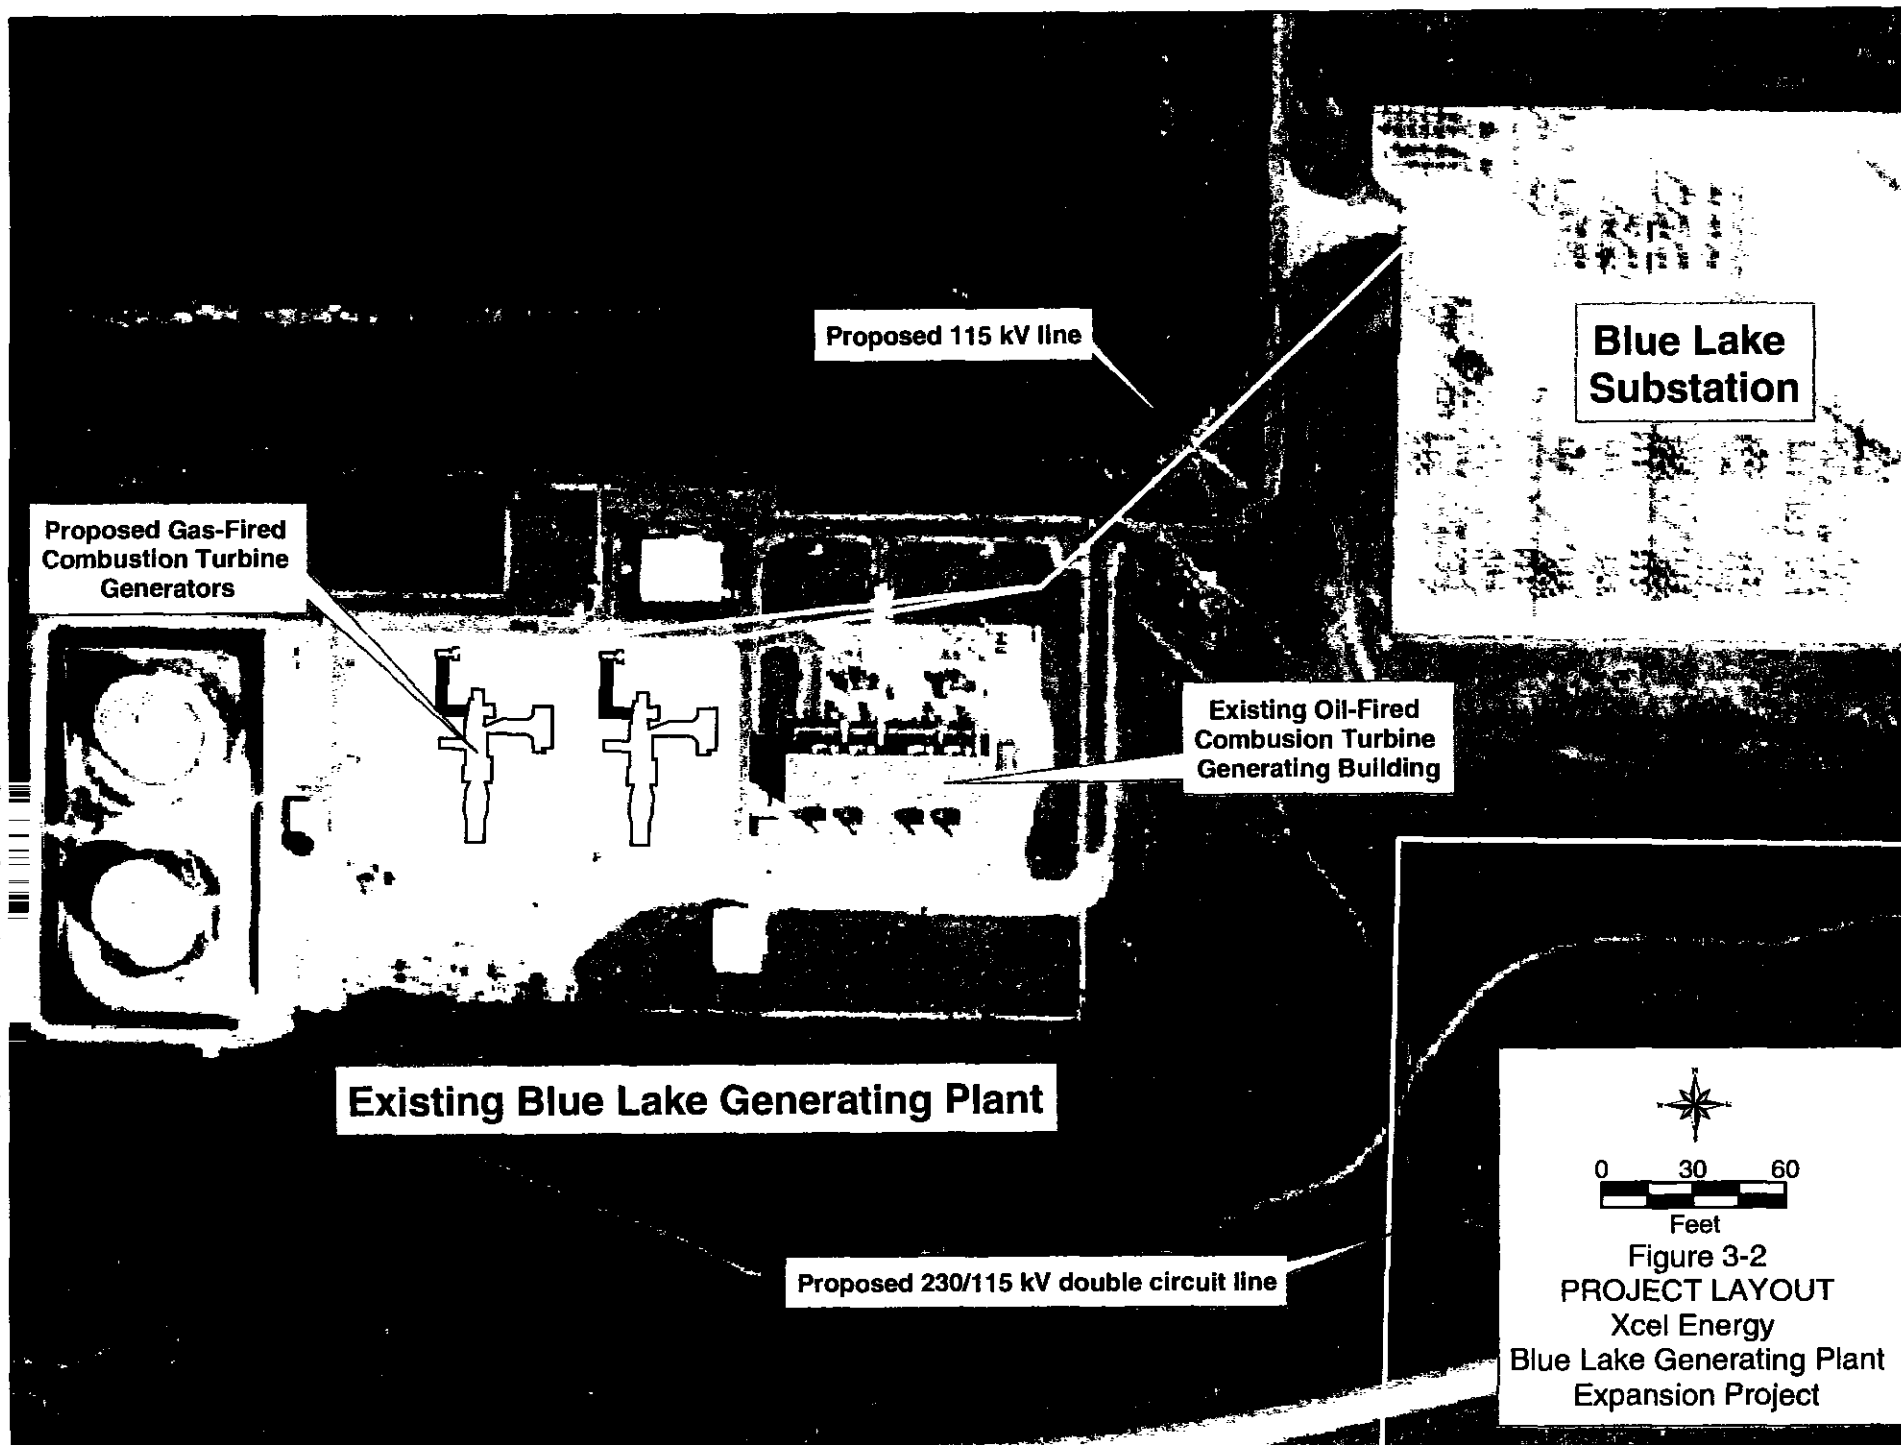 Proposed 115 kV line
Blue Lake
Substation
Proposed Gas-Fired
Combustion Turbine
Generators
Existing Oil-Fired
Combusion Turbine
Generating Building
Existing Blue Lake Generating Plant
Proposed 230/115 kV double circuit line
N
0 30 60
Feet
Figure 3-2
PROJECT LAYOUT
Xcel Energy
Blue Lake Generating Plant
Expansion Project